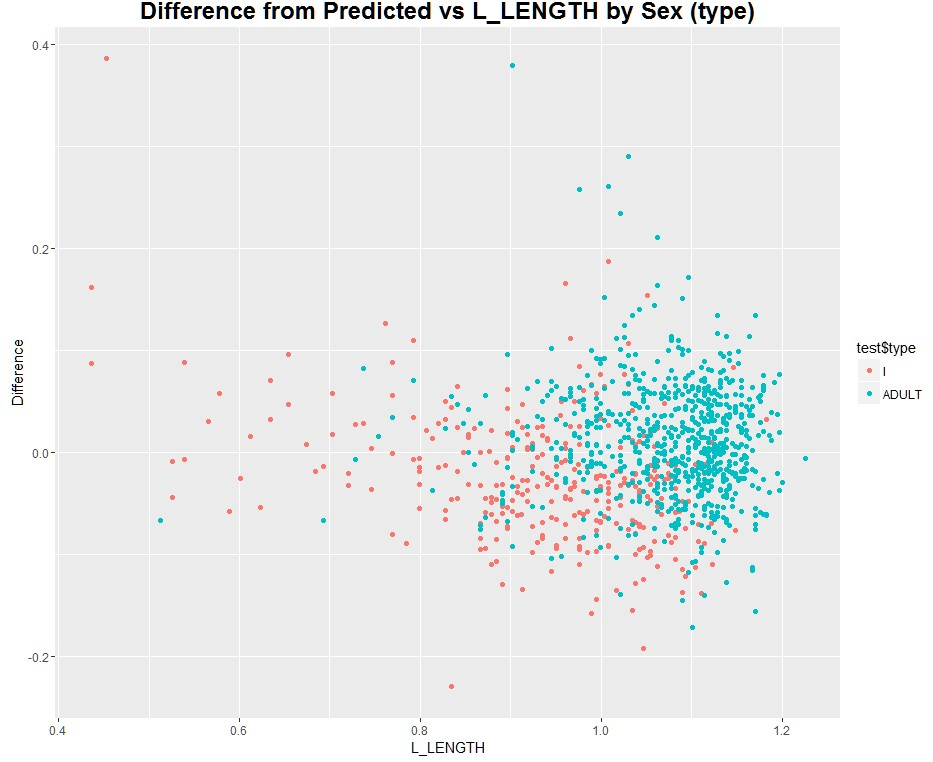 Difference from Predicted vs L_LENGTH by Sex (type)
0.4
0.2
0.0
-0.2
Difference
0.4
0.6
0.8
1.0
1.2
L_LENGTH
test$type
I
ADULT